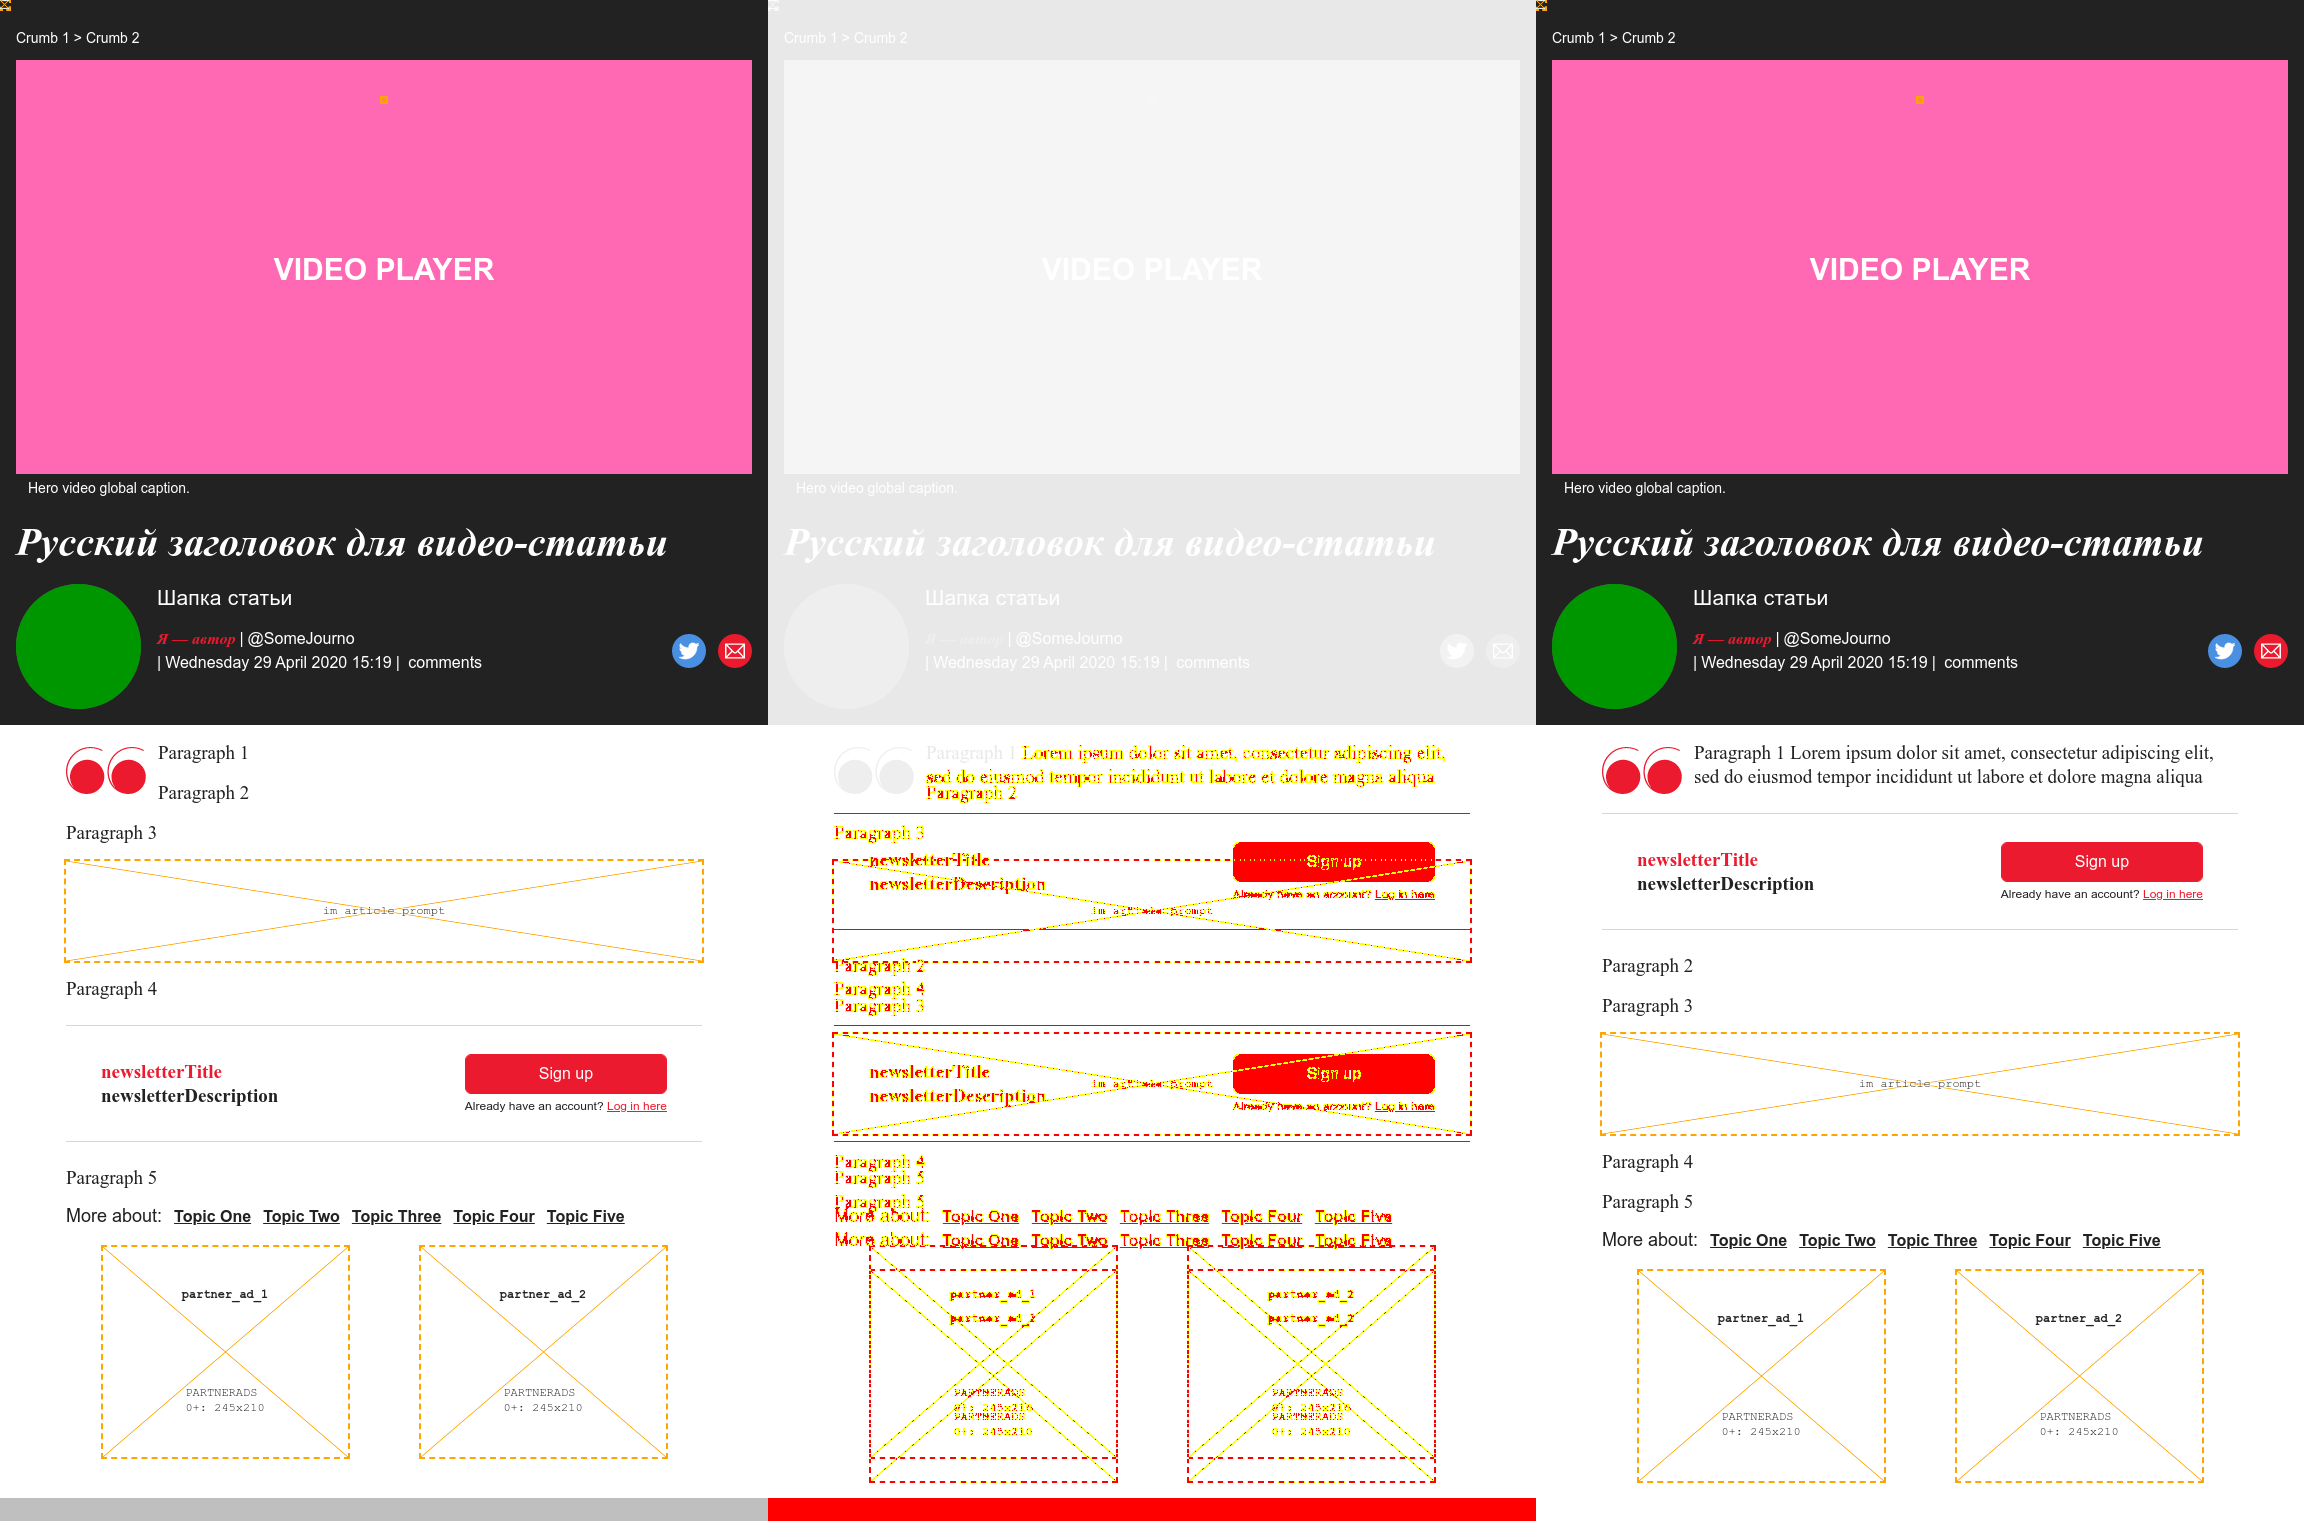 Crumb 1 > Crumb 2
VIDEO PLAYER
Hero video global caption.
Русский заголовок для видео-статьи
Шапка статьи
Я — автор | @SomeJourno
| Wednesday 29 April 2020 15:19 | comments
Paragraph 1
Paragraph 2
Paragraph 3
im article prompt
Paragraph 4
newsletterTitle
newsletterDescription
Sign up
Already have an account? Log in here
Paragraph 5
More about: Topic One Topic Two Topic Three Topic Four Topic Five
partner_ad_1
PARTNERADS
0+: 245x210
partner_ad_2
PARTNERADS
0+: 245x210
Crumb 1 > Crumb 2
VIDEO PLAYER
Hero video global caption.
Русский заголовок для видео-статьи
Шапка статьи
Я — автор | @SomeJourno
| Wednesday 29 April 2020 15:19 | comments
Paragraph 1 Lorem ipsum dolor sit amet, consectetur adipiscing elit,
sed do eiusmod tempor incididunt ut labore et dolore magna aliqua
Paragraph 2
Paragraph 3
newsletterTitle
newsletterDescription
Sign up
Already have an account? Log in here
im article prompt
Paragraph 2
Paragraph 4
Paragraph 3
newsletterTitle
newsletterDescription
im article prompt
Sign up
Already have an account? Log in here
Paragraph 4
Paragraph 5
Paragraph 5
More about: Topic One Topic Two Topic Three Topic Four Topic Five
More about: Topic One Topic Two Topic Three Topic Four Topic Five
partner_ad_1
partner_ad_1
PARTNERADS
0+: 245x210
PARTNERADS
0+: 245x210
partner_ad_2
partner_ad_2
PARTNERADS
0+: 245x210
PARTNERADS
0+: 245x210
Crumb 1 > Crumb 2
VIDEO PLAYER
Hero video global caption.
Русский заголовок для видео-статьи
Шапка статьи
Я — автор | @SomeJourno
| Wednesday 29 April 2020 15:19 | comments
Paragraph 1 Lorem ipsum dolor sit amet, consectetur adipiscing elit,
sed do eiusmod tempor incididunt ut labore et dolore magna aliqua
newsletterTitle
newsletterDescription
Sign up
Already have an account? Log in here
Paragraph 2
Paragraph 3
im article prompt
Paragraph 4
Paragraph 5
More about: Topic One Topic Two Topic Three Topic Four Topic Five
partner_ad_1
PARTNERADS
0+: 245x210
partner_ad_2
PARTNERADS
0+: 245x210